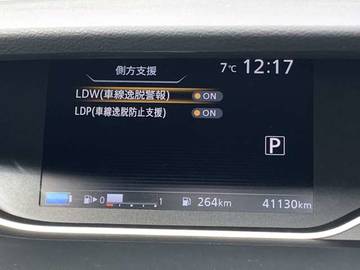 側方支援
7℃ 12:17
LDW(車線逸脱警報) ON
LDP(車線逸脱防止支援) ON
P
0 1 264km 41130km